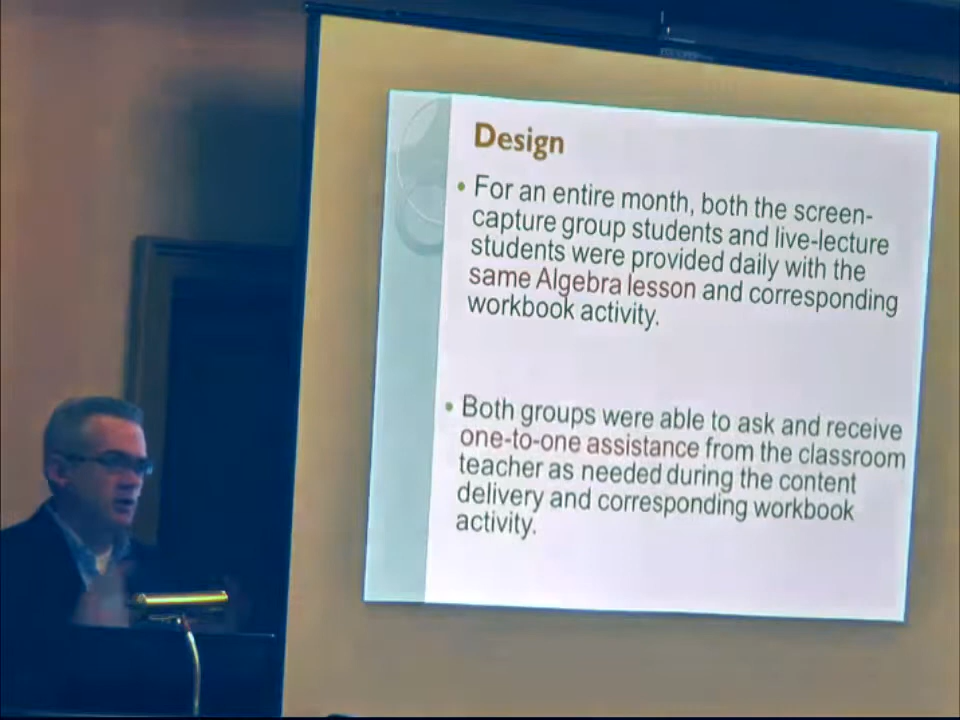 Design
• For an entire month, both the screen-
capture group students and live-lecture
students were provided daily with the
same Algebra lesson and corresponding
workbook activity.
• Both groups were able to ask and receive
one-to-one assistance from the classroom
teacher as needed during the content
delivery and corresponding workbook
activity.